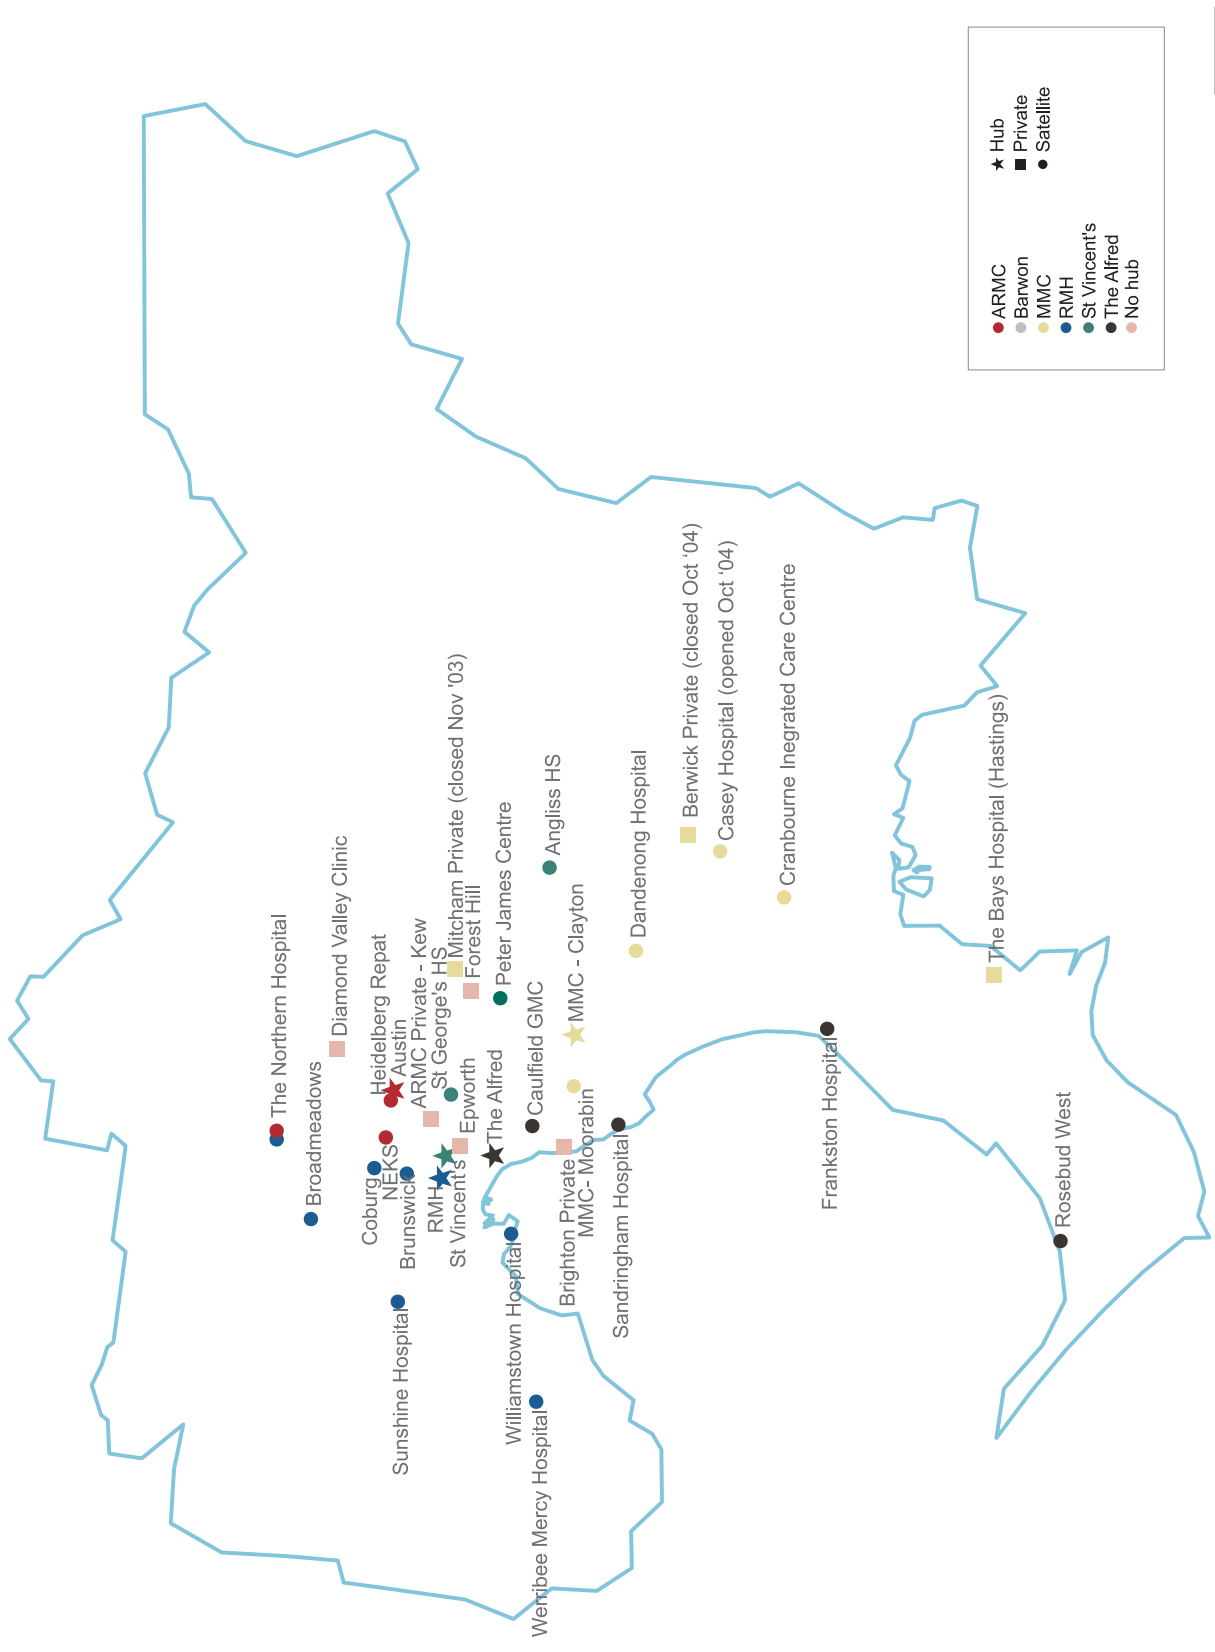 The Northern Hospital
Broadmeadows
Diamond Valley Clinic
Heidelberg Repat
Austin
NEKS
Coburg
Brunswick
Sunshine Hospital
ARMC Private - Kew
St George's HS
RMH
St Vincent's
Epworth
Mitcham Private (closed Nov '03)
Forest Hill
Peter James Centre
The Alfred
Caulfield GMC
Angliss HS
Williamstown Hospital
Werribee Mercy Hospital
MMC - Clayton
MMC- Moorabin
Brighton Private
Sandringham Hospital
Dandenong Hospital
Berwick Private (closed Oct ‘04)
Casey Hospital (opened Oct ‘04)
Cranbourne Inegrated Care Centre
Frankston Hospital
The Bays Hospital (Hastings)
Rosebud West
ARMC
Barwon
MMC
RMH
St Vincent's
The Alfred
No hub
Hub
Private
Satellite